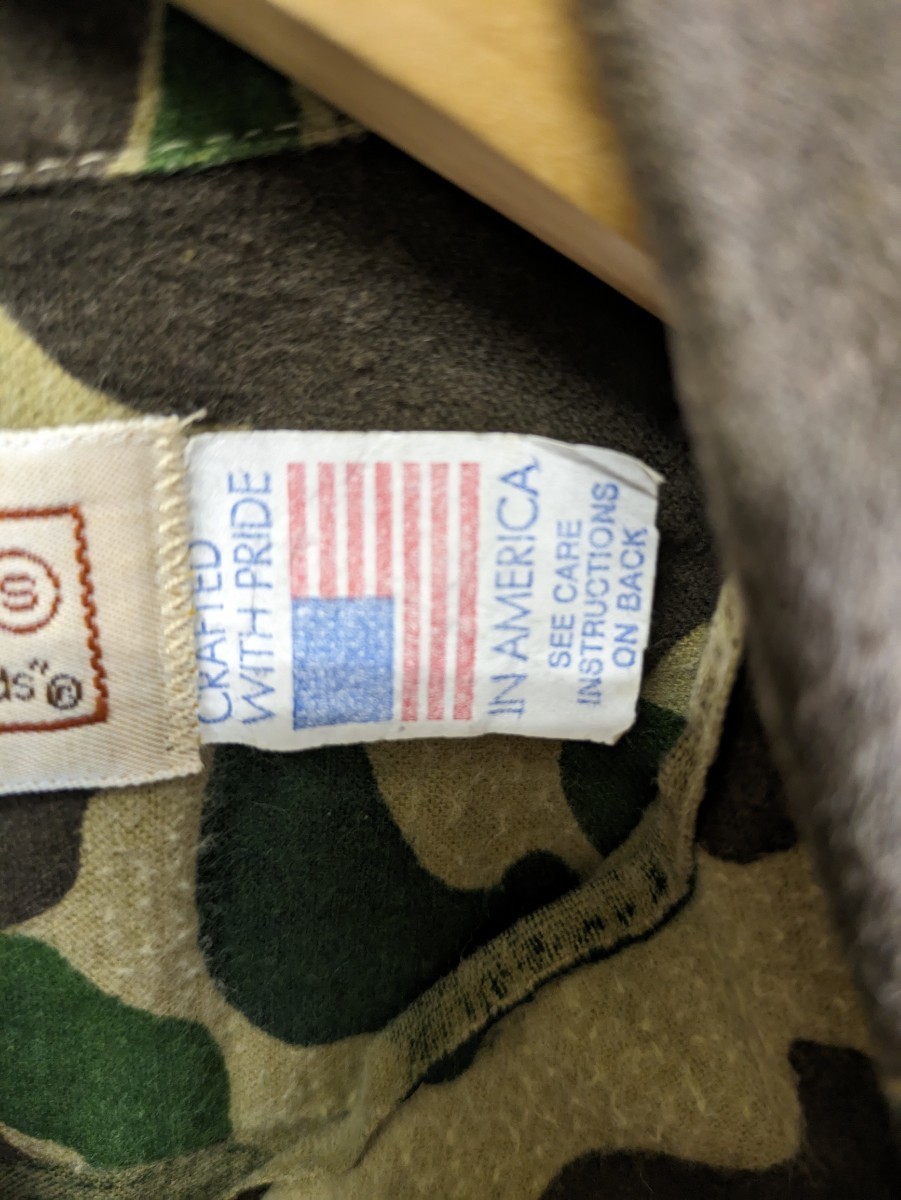 CRAFTED
WITH PRIDE
IN AMERICA
SEE CARE
INSTRUCTIONS
ON BACK